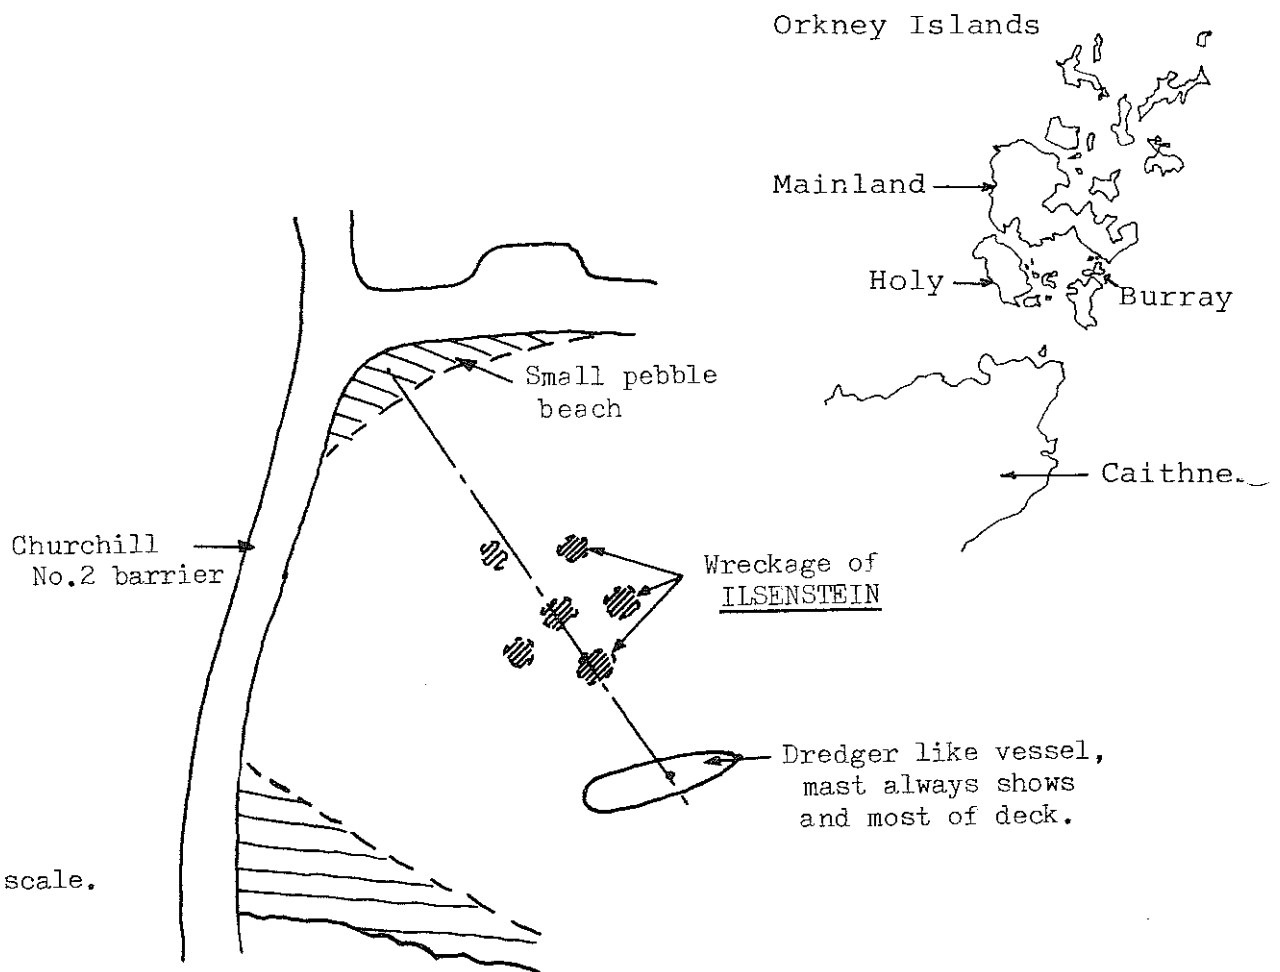 Orkney Islands
Mainland
Holy
Burray
Small pebble
beach
Caithne.
Churchill
No.2 barrier
Wreckage of
ILSENSTEIN
Dredger like vessel,
mast always shows
and most of deck.
scale.